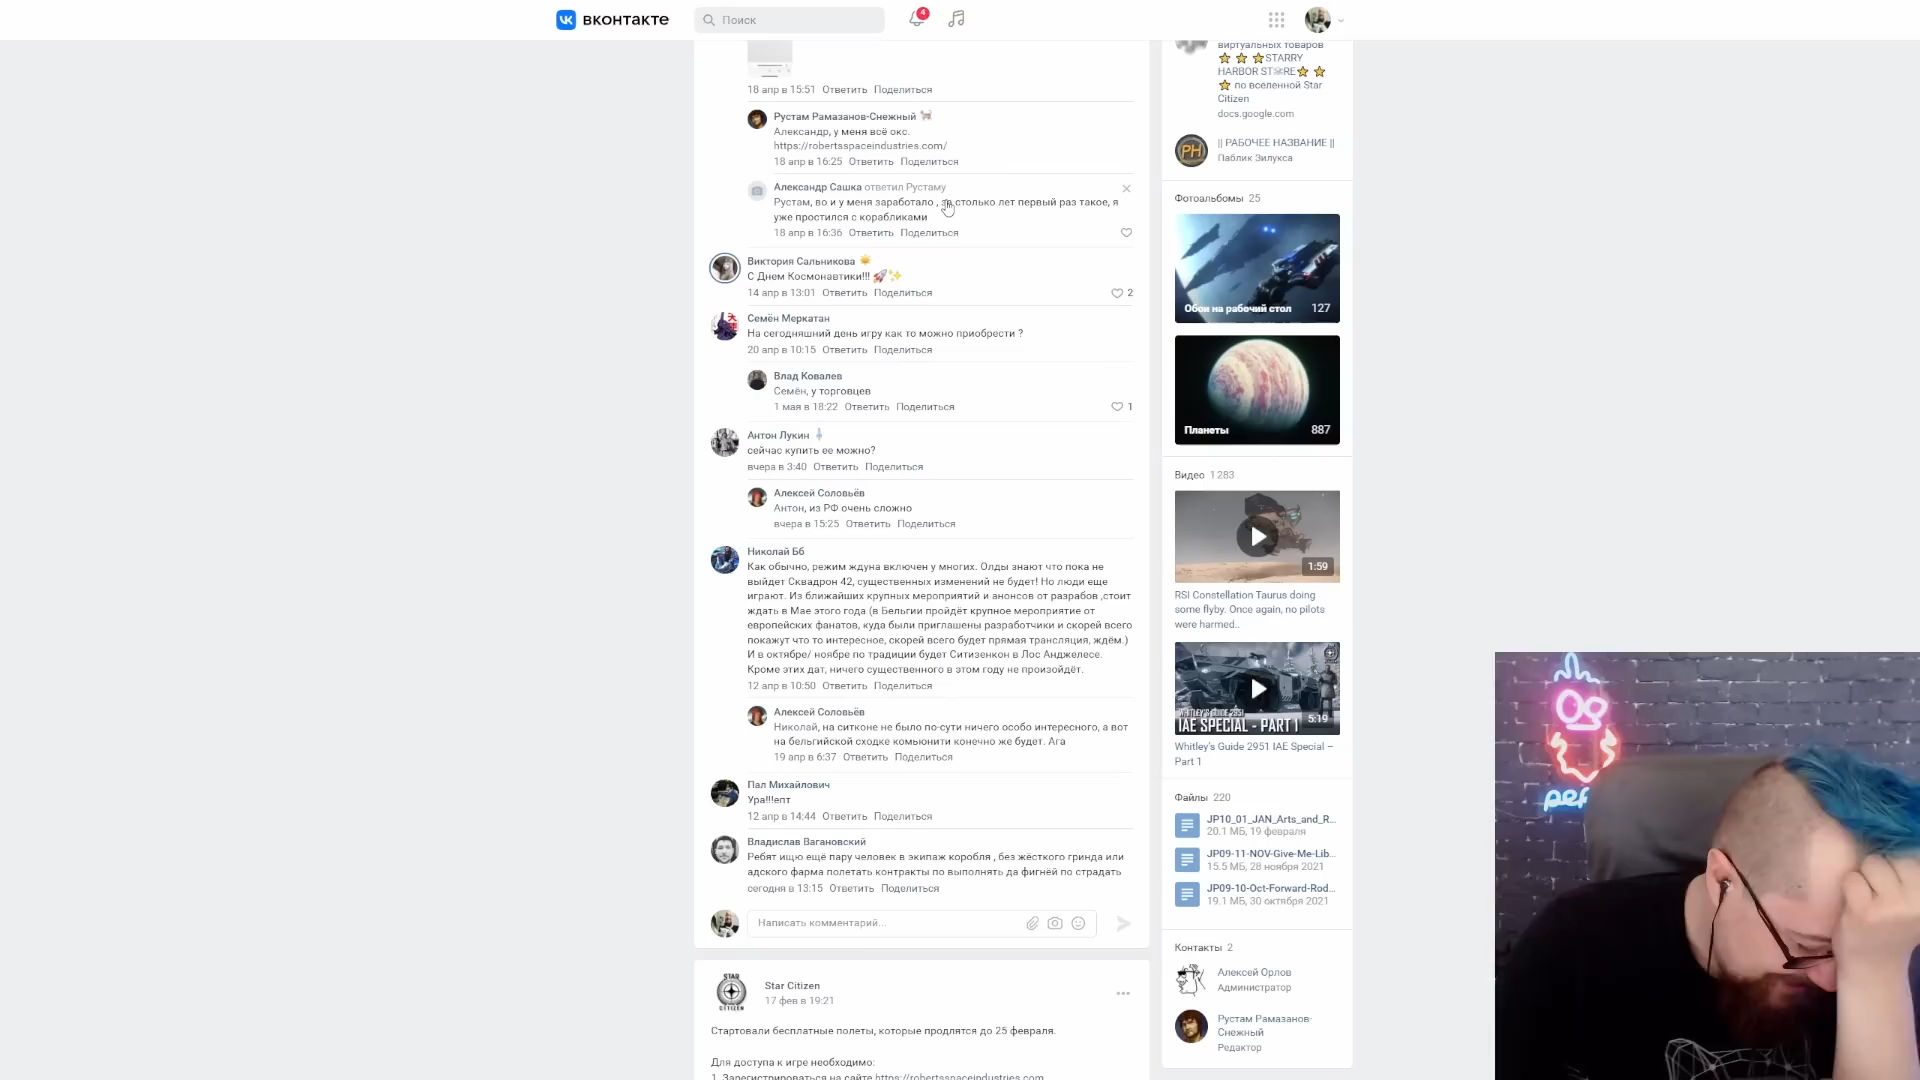 вконтакте
Поиск
4
18 апр в 15:51 Ответить Поделиться
Рустам Рамазанов-Снежный
Александр, у меня всё окс.
https://robertsspaceindustries.com/
18 апр в 16:25 Ответить Поделиться
Александр Сашка ответил Рустаму
Рустам, во и у меня заработало , за столько лет первый раз такое, я
уже простился с корабликами
18 апр в 16:36 Ответить Поделиться
Виктория Сальникова
С Днем Космонавтики!!! 🚀✨
14 апр в 13:01 Ответить Поделиться
2
Семён Меркатан
На сегодняшний день игру как то можно приобрести ?
20 апр в 10:15 Ответить Поделиться
Влад Ковалев
Семён, у торговцев
1 мая в 18:22 Ответить Поделиться
1
Антон Лукин
сейчас купить ее можно?
вчера в 3:40 Ответить Поделиться
Алексей Соловьёв
Антон, из РФ очень сложно
вчера в 15:25 Ответить Поделиться
Николай Бб
Как обычно, режим ждуна включен у многих. Олды знают что пока не
выйдет Сквадрон 42, существенных изменений не будет! Но люди еще
играют. Из ближайших крупных мероприятий и анонсов от разрабов ,стоит
ждать в Мае этого года (в Бельгии пройдёт крупное мероприятие от
европейских фанатов, куда были приглашены разработчики и скорей всего
покажут что то интересное, скорей всего будет прямая трансляция, ждём.)
И в октябре/ ноябре по традиции будет Ситизенкон в Лос Анджелесе.
Кроме этих дат, ничего существенного в этом году не произойдёт.
12 апр в 10:50 Ответить Поделиться
Алексей Соловьёв
Николай, на ситконе не было по-сути ничего особо интересного, а вот
на бельгийской сходке комьюнити конечно же будет. Ага
19 апр в 6:37 Ответить Поделиться
Пал Михайлович
Ура!!!епт
12 апр в 14:44 Ответить Поделиться
Владислав Вагановский
Ребят ищю ещё пару человек в экипаж коробля , без жёсткого гринда или
адского фарма полетать контракты по выполнять да фигнёй по страдать
сегодня в 13:15 Ответить Поделиться
Написать комментарий...
STAR
CITIZEN
Star Citizen
17 фев в 19:21
Стартовали бесплатные полеты, которые продлятся до 25 февраля.
Для доступа к игре необходимо:
1. Зарегистрироваться на сайте https://robertsspaceindustries.com
виртуальных товаров
⭐ ⭐ ⭐STARRY
HARBOR ST☠RE⭐ ⭐
⭐ по вселенной Star
Citizen
docs.google.com
PH
|| РАБОЧЕЕ НАЗВАНИЕ ||
Паблик Зилукса
Фотоальбомы 25
Обои на рабочий стол 127
Планеты 887
Видео 1 283
1:59
RSI Constellation Taurus doing
some flyby. Once again, no pilots
were harmed..
WHITLEY'S GUIDE 2951
IAE SPECIAL - PART 1
5:19
Whitley's Guide 2951 IAE Special –
Part 1
Файлы 220
JP10_01_JAN_Arts_and_R...
20.1 МБ, 19 февраля
JP09-11-NOV-Give-Me-Lib...
15.5 МБ, 28 ноября 2021
JP09-10-Oct-Forward-Rod...
19.1 МБ, 30 октября 2021
Контакты 2
Алексей Орлов
Администратор
Рустам Рамазанов-
Снежный
Редактор